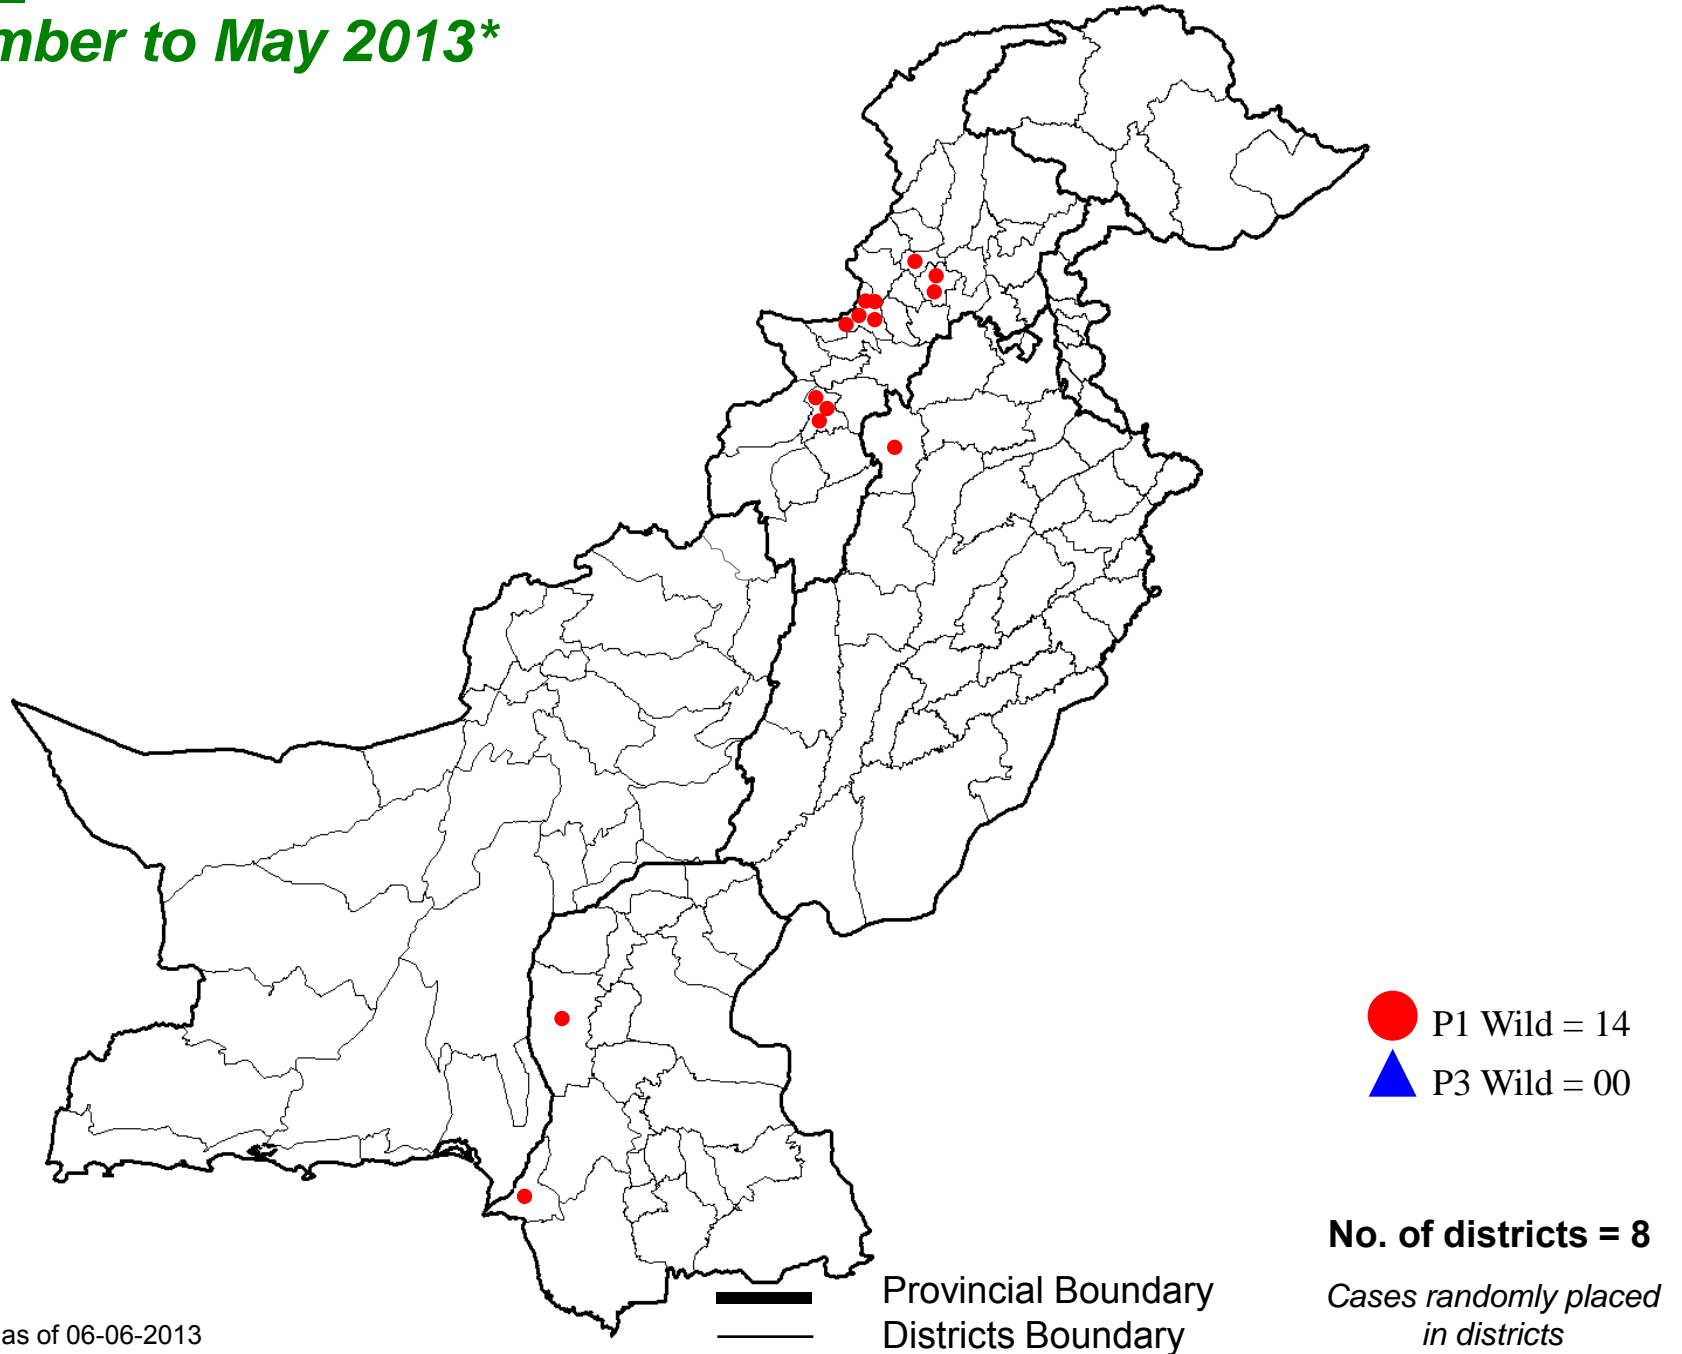 to May 2013*
P1 Wild = 14
P3 Wild = 00
No. of districts = 8
Cases randomly placed
in districts
Provincial Boundary
Districts Boundary
as of 06-06-2013